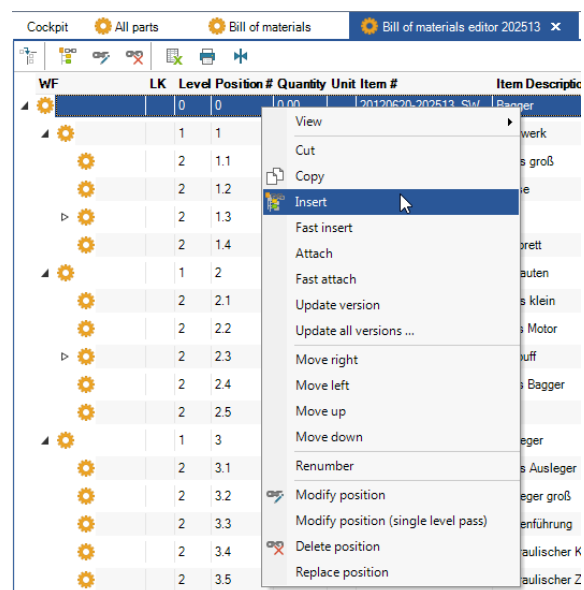 Cockpit All parts Bill of materials Bill of materials editor 202513
WF LK Level Position # Quantity Unit Item # Item Descriptio
0 0 0.00 20120620-202513_SW Bagger
1 1 werk
2 1.1 s groß
2 1.2
2 1.3
2 1.4 brett
1 2 auten
2 2.1 s klein
2 2.2 s Motor
2 2.3 uff
2 2.4 s Bagger
2 2.5
1 3 eger
2 3.1 s Ausleger
2 3.2 eger groß
2 3.3 enführung
2 3.4 raulischer K
2 3.5 aulischer Z
View
Cut
Copy
Insert
Fast insert
Attach
Fast attach
Update version
Update all versions ...
Move right
Move left
Move up
Move down
Renumber
Modify position
Modify position (single level pass)
Delete position
Replace position